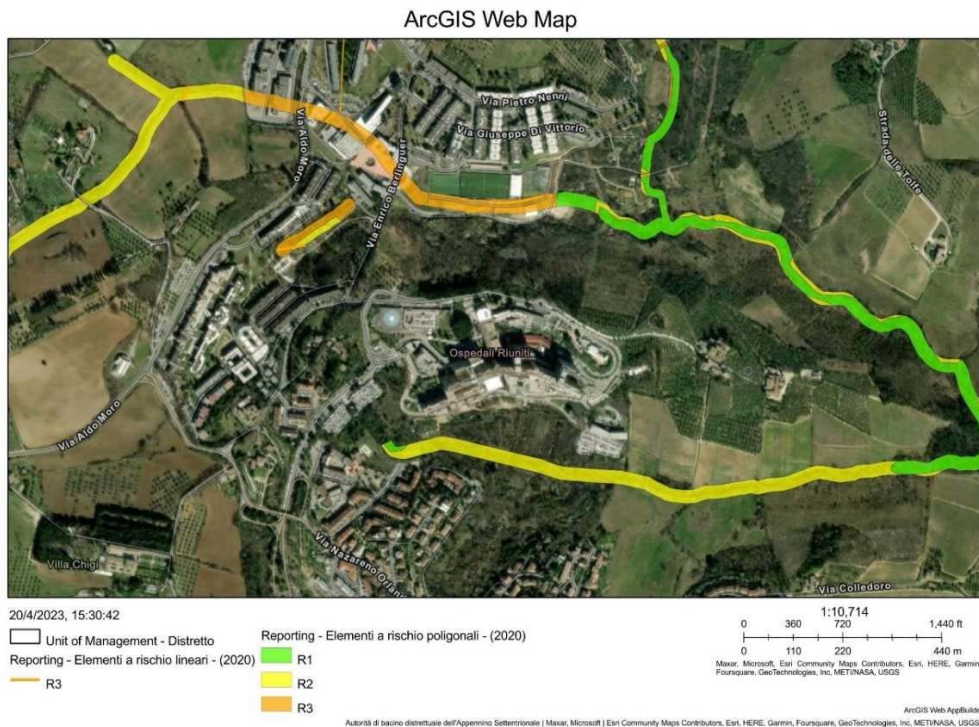 ArcGIS Web Map
Via Pietro Nenni
Via Giuseppe Di Vittorio
Via Aldo Moro
Via Enrico Berlinguer
Strada delle Tolfe
Ospedali Riuniti
Via Aldo Moro
Villa Chigi
Via Nazareno Orlan
Via Colledoro
20/4/2023, 15:30:42
Unit of Management - Distretto
Reporting - Elementi a rischio lineari - (2020)
R3
Reporting - Elementi a rischio poligonali - (2020)
R1
R2
R3
1:10,714
0 360 720 1,440 ft
0 110 220 440 m
Maxar, Microsoft, Esri Community Maps Contributors, Esri, HERE, Garmin,
Foursquare, GeoTechnologies, Inc, METI/NASA, USGS
ArcGIS Web AppBuilde
Autorità di bacino distrettuale dell'Appennino Settentrionale | Maxar, Microsoft | Esri Community Maps Contributors, Esri, HERE, Garmin, Foursquare, GeoTechnologies, Inc, METI/NASA, USGS